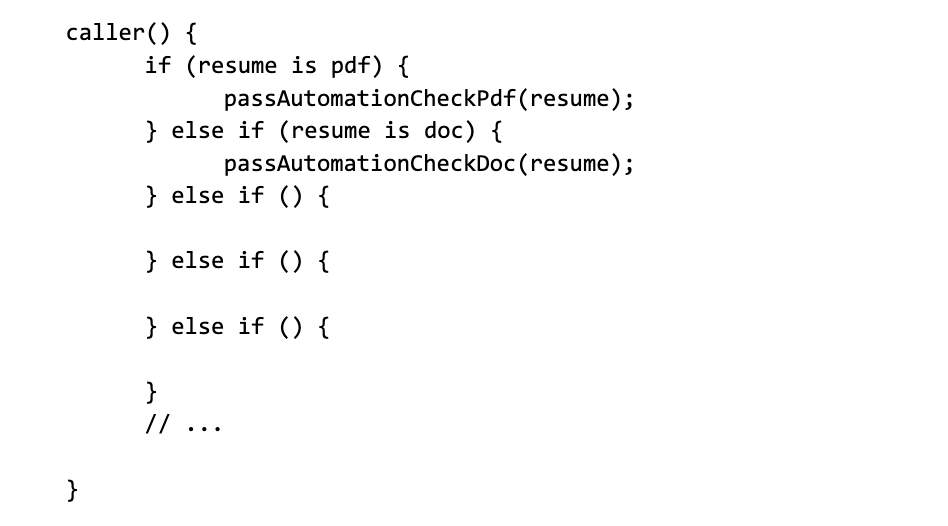 caller() {
if (resume is pdf) {
passAutomationCheckPdf(resume);
} else if (resume is doc) {
passAutomationCheckDoc(resume);
} else if () {
} else if () {
} else if () {
}
// ...
}